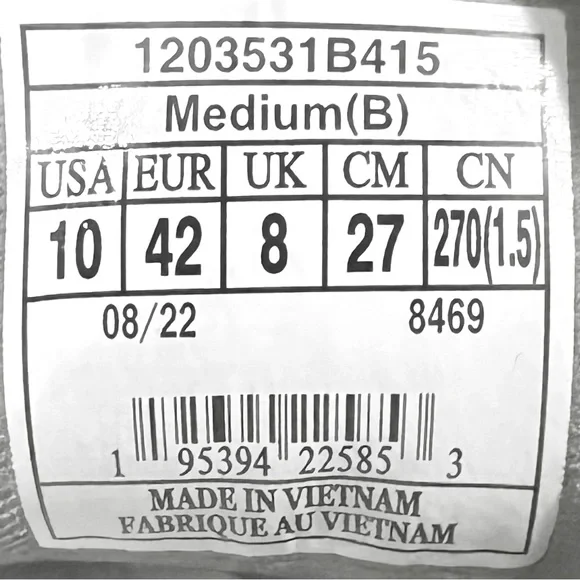 1203531B415
Medium(B)
USA EUR UK CM CN
10 42 8 27 270(1.5)
08/22 8469
1 95394 22585 3
MADE IN VIETNAM
FABRIQUE AU VIETNAM